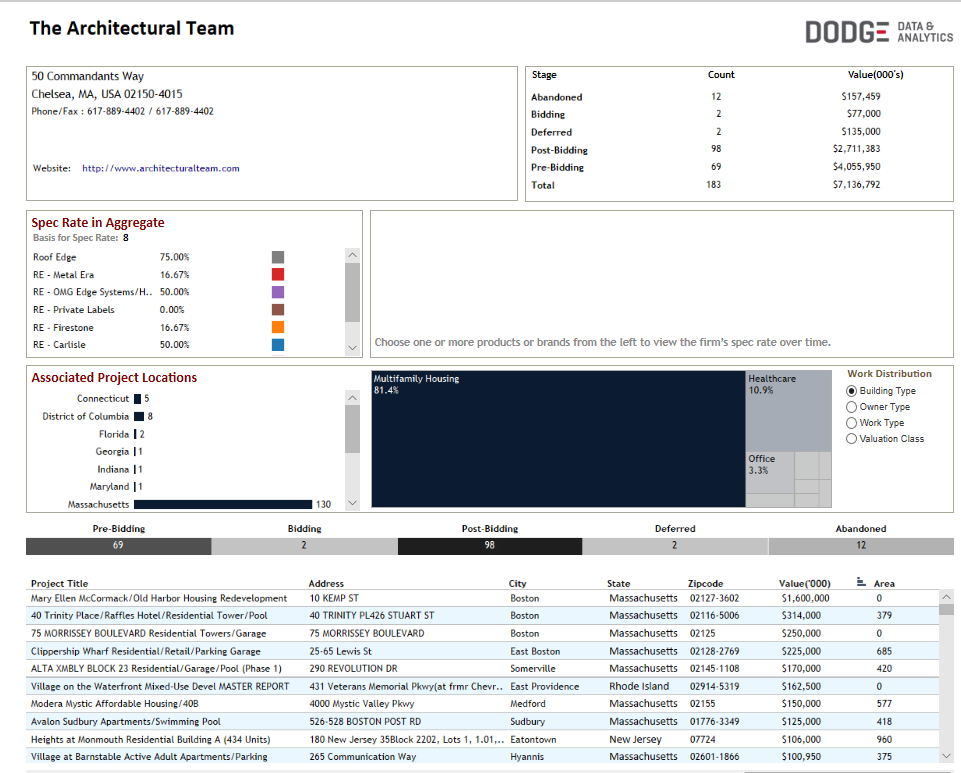 The Architectural Team
DODGE DATA & ANALYTICS
50 Commandants Way
Chelsea, MA, USA 02150-4015
Phone/Fax : 617-889-4402 / 617-889-4402
Website: http://www.architecturalteam.com
Stage Count Value(000's)
Abandoned 12 $157,459
Bidding 2 $77,000
Deferred 2 $135,000
Post-Bidding 98 $2,711,383
Pre-Bidding 69 $4,055,950
Total 183 $7,136,792
Spec Rate in Aggregate
Basis for Spec Rate: 8
Roof Edge 75.00%
RE - Metal Era 16.67%
RE - OMG Edge Systems/H.. 50.00%
RE - Private Labels 0.00%
RE - Firestone 16.67%
RE - Carlisle 50.00%
Choose one or more products or brands from the left to view the firm's spec rate over time.
Associated Project Locations
Connecticut 5
District of Columbia 8
Florida 2
Georgia 1
Indiana 1
Maryland 1
Massachusetts 130
Multifamily Housing
81.4%
Healthcare
10.9%
Office
3.3%
Work Distribution
Building Type
Owner Type
Work Type
Valuation Class
Pre-Bidding Bidding Post-Bidding Deferred Abandoned
69 2 98 2 12
Project Title Address City State Zipcode Value('000) Area
Mary Ellen McCormack/Old Harbor Housing Redevelopment 10 KEMP ST Boston Massachusetts 02127-3602 $1,600,000 0
40 Trinity Place/Raffles Hotel/Residential Tower/Pool 40 TRINITY PL426 STUART ST Boston Massachusetts 02116-5006 $314,000 379
75 MORRISSEY BOULEVARD Residential Towers/Garage 75 MORRISSEY BOULEVARD Boston Massachusetts 02125 $250,000 0
Clippership Wharf Residential/Retail/Parking Garage 25-65 Lewis St East Boston Massachusetts 02128-2769 $225,000 685
ALTA XMBLY BLOCK 23 Residential/Garage/Pool (Phase 1) 290 REVOLUTION DR Somerville Massachusetts 02145-1108 $170,000 420
Village on the Waterfront Mixed-Use Devel MASTER REPORT 431 Veterans Memorial Pkwy(at frmr Chevr.. East Providence Rhode Island 02914-5319 $162,500 0
Modera Mystic Affordable Housing/40B 4000 Mystic Valley Pkwy Medford Massachusetts 02155 $150,000 577
Avalon Sudbury Apartments/Swimming Pool 526-528 BOSTON POST RD Sudbury Massachusetts 01776-3349 $125,000 418
Heights at Monmouth Residential Building A (434 Units) 180 New Jersey 35Block 2202, Lots 1, 1.01,.. Eatontown New Jersey 07724 $106,000 960
Village at Barnstable Active Adult Apartments/Parking 265 Communication Way Hyannis Massachusetts 02601-1866 $100,950 375